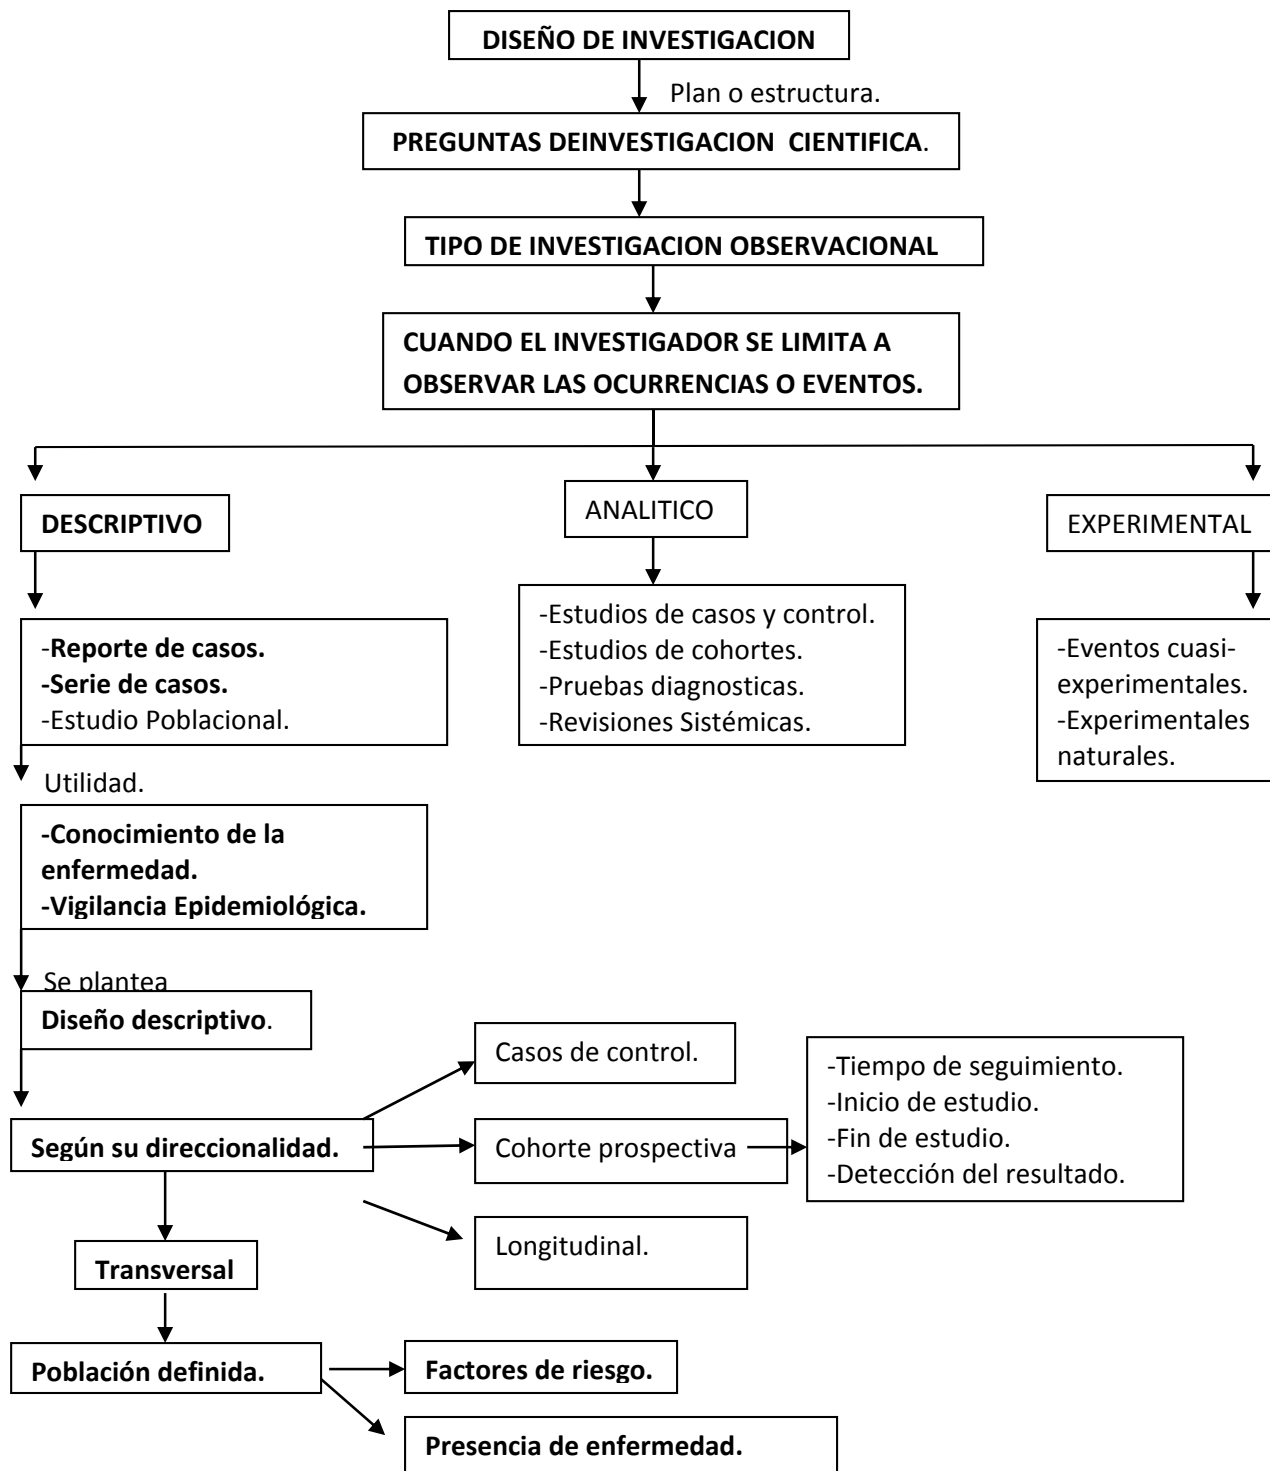 DISEÑO DE INVESTIGACION
Plan o estructura.
PREGUNTAS DEINVESTIGACION CIENTIFICA.
TIPO DE INVESTIGACION OBSERVACIONAL
CUANDO EL INVESTIGADOR SE LIMITA A
OBSERVAR LAS OCURRENCIAS O EVENTOS.
DESCRIPTIVO
ANALITICO
EXPERIMENTAL
-Reporte de casos.
-Serie de casos.
-Estudio Poblacional.
-Estudios de casos y control.
-Estudios de cohortes.
-Pruebas diagnosticas.
-Revisiones Sistémicas.
-Eventos cuasi-
experimentales.
-Experimentales
naturales.
Utilidad.
-Conocimiento de la
enfermedad.
-Vigilancia Epidemiológica.
Se plantea
Diseño descriptivo.
Según su direccionalidad.
Casos de control.
Cohorte prospectiva
Longitudinal.
-Tiempo de seguimiento.
-Inicio de estudio.
-Fin de estudio.
-Detección del resultado.
Transversal
Población definida.
Factores de riesgo.
Presencia de enfermedad.